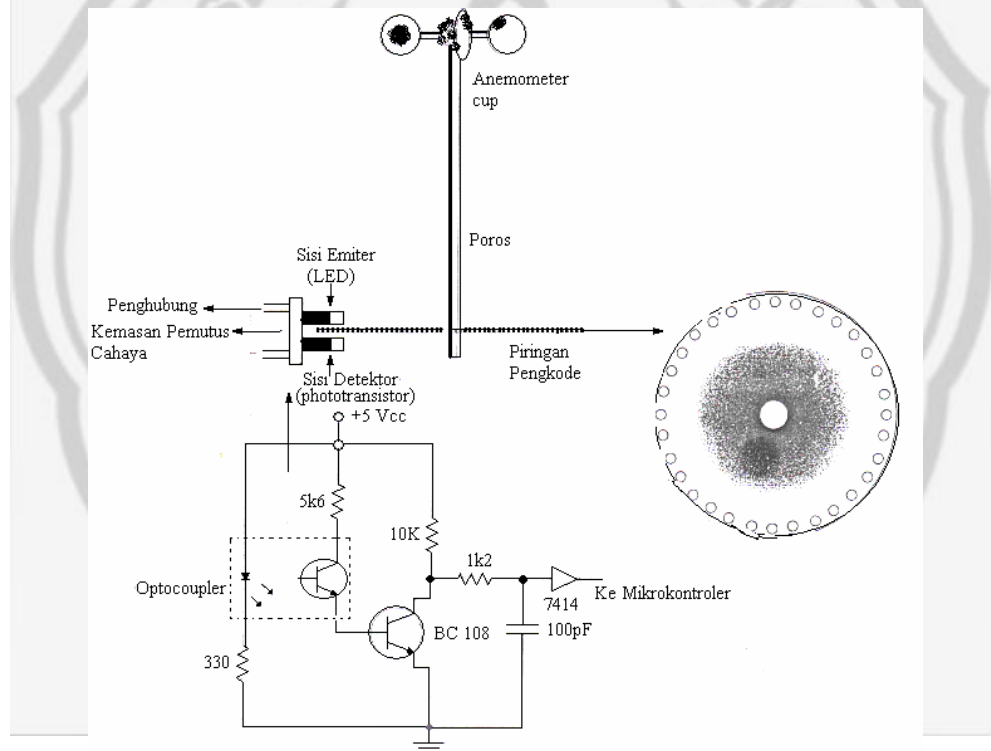 Anemometer
cup
Poros
Sisi Emiter
(LED)
Penghubung
Kemasan Pemutus
Cahaya
Piringan
Pengkode
Sisi Detektor
(phototransistor)
+5 Vcc
5k6
10K
1k2
Optocoupler
7414
Ke Mikrokontroler
BC 108
100pF
330